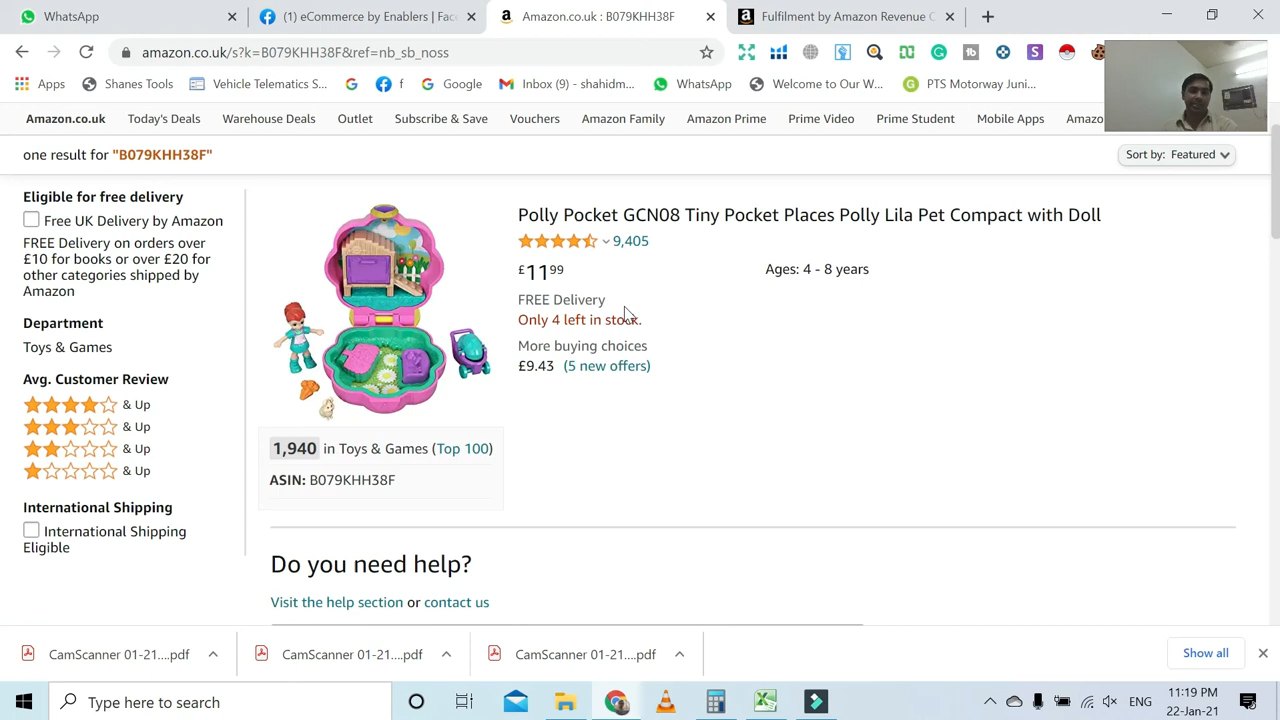 WhatsApp
(1) eCommerce by Enablers | Face
Amazon.co.uk : B079KHH38F
Fulfilment by Amazon Revenue C
amazon.co.uk/s?k=B079KHH38F&ref=nb_sb_noss
Apps
Shanes Tools
Vehicle Telematics S...
f
Google
Inbox (9) - shahidm...
WhatsApp
Welcome to Our W...
PTS Motorway Juni...
Amazon.co.uk
Today's Deals
Warehouse Deals
Outlet
Subscribe & Save
Vouchers
Amazon Family
Amazon Prime
Prime Video
Prime Student
Mobile Apps
Amazo
one result for "B079KHH38F"
Sort by: Featured
Eligible for free delivery
Free UK Delivery by Amazon
FREE Delivery on orders over
£10 for books or over £20 for
other categories shipped by
Amazon
Department
Toys & Games
Avg. Customer Review
& Up
& Up
& Up
& Up
International Shipping
International Shipping
Eligible
Polly Pocket GCN08 Tiny Pocket Places Polly Lila Pet Compact with Doll
9,405
£11 99
Ages: 4 - 8 years
FREE Delivery
Only 4 left in stock.
More buying choices
£9.43 (5 new offers)
1,940 in Toys & Games (Top 100)
ASIN: B079KHH38F
Do you need help?
Visit the help section or contact us
CamScanner 01-21....pdf
CamScanner 01-21....pdf
CamScanner 01-21....pdf
Show all
Type here to search
ENG
11:19 PM
22-Jan-21